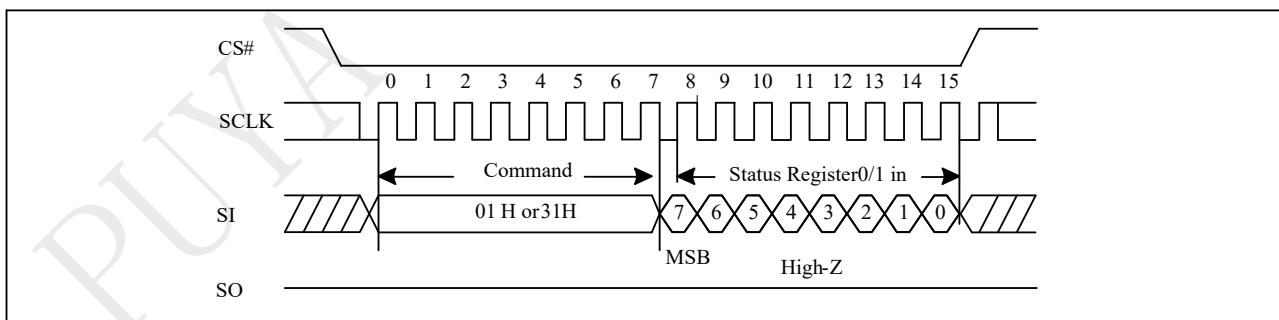 CS#
0 1 2 3 4 5 6 7 8 9 10 11 12 13 14 15
SCLK
Command
Status Register0/1 in
SI
01 H or31H
7 6 5 4 3 2 1 0
MSB
High-Z
SO
PUYA